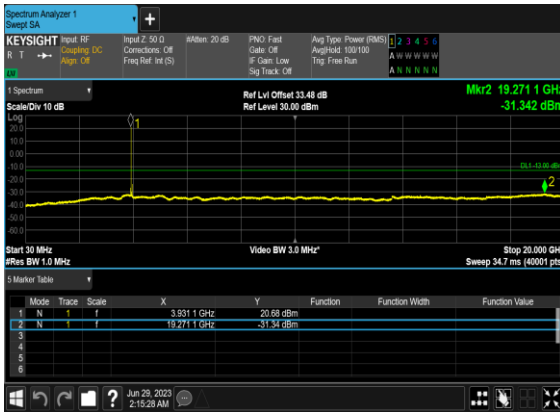 Spectrum Analyzer 1
Swept SA
KEYSIGHT Input: RF Input Z: 50 Ω #Atten: 20 dB PNO: Fast Avg Type: Power (RMS) 1 2 3 4 5 6
R T Coupling: DC Corrections: Off Gate: Off Avg|Hold: 100/100 A W W W W W
Align: Off Freq Ref: Int (S) IF Gain: Low Trig: Free Run
Sig Track: Off A N N N N N
1 Spectrum Ref Lvl Offset 33.48 dB Mkr2 19.271 1 GHz
Scale/Div 10 dB Ref Level 30.00 dBm -31.342 dBm
Log
20.0 1
10.0
0.00
-10.0 DL1 -13.00 dBm
-20.0 2
-30.0
-40.0
-50.0
-60.0
Start 30 MHz Video BW 3.0 MHz* Stop 20.000 GHz
#Res BW 1.0 MHz Sweep 34.7 ms (40001 pts)
5 Marker Table
Mode Trace Scale X Y Function Function Width Function Value
1 N 1 f 3.931 1 GHz 20.68 dBm
2 N 1 f 19.271 1 GHz -31.34 dBm
3
4
5
6
? Jun 29, 2023
2:15:28 AM